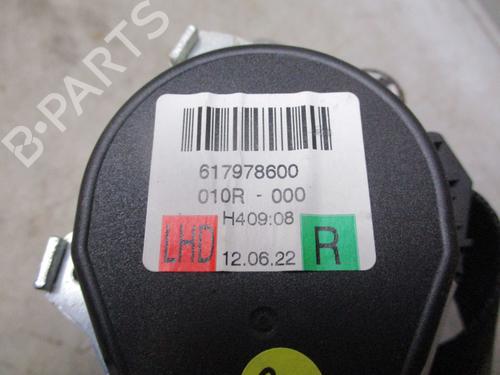 B-PARTS
617978600
010R - 000
H409:08
LHD 12.06.22 R